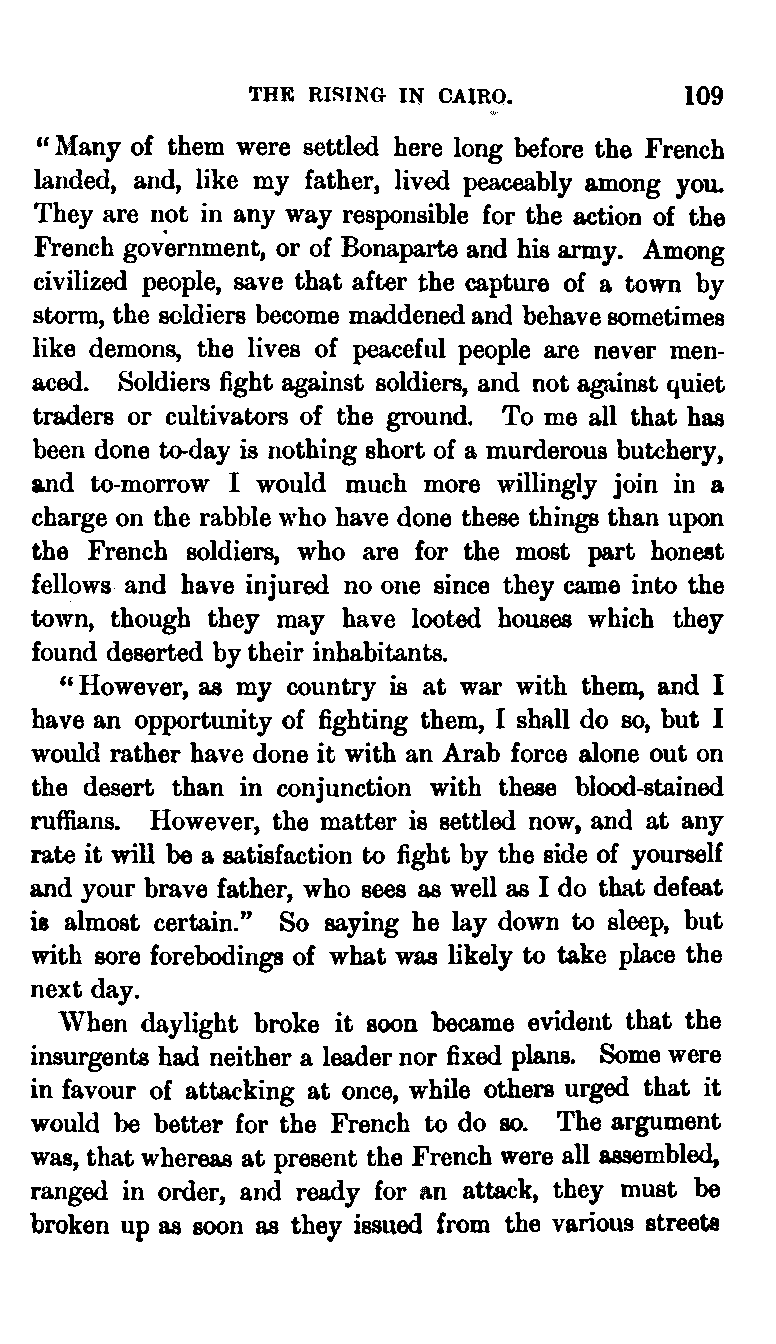 THE RISING IN CAIRO. 109
"Many of them were settled here long before the French
landed, and, like my father, lived peaceably among you.
They are not in any way responsible for the action of the
French government, or of Bonaparte and his army. Among
civilized people, save that after the capture of a town by
storm, the soldiers become maddened and behave sometimes
like demons, the lives of peaceful people are never men-
aced. Soldiers fight against soldiers, and not against quiet
traders or cultivators of the ground. To me all that has
been done to-day is nothing short of a murderous butchery,
and to-morrow I would much more willingly join in a
charge on the rabble who have done these things than upon
the French soldiers, who are for the most part honest
fellows and have injured no one since they came into the
town, though they may have looted houses which they
found deserted by their inhabitants.
"However, as my country is at war with them, and I
have an opportunity of fighting them, I shall do so, but I
would rather have done it with an Arab force alone out on
the desert than in conjunction with these blood-stained
ruffians. However, the matter is settled now, and at any
rate it will be a satisfaction to fight by the side of yourself
and your brave father, who sees as well as I do that defeat
is almost certain." So saying he lay down to sleep, but
with sore forebodings of what was likely to take place the
next day.
When daylight broke it soon became evident that the
insurgents had neither a leader nor fixed plans. Some were
in favour of attacking at once, while others urged that it
would be better for the French to do so. The argument
was, that whereas at present the French were all assembled,
ranged in order, and ready for an attack, they must be
broken up as soon as they issued from the various streets